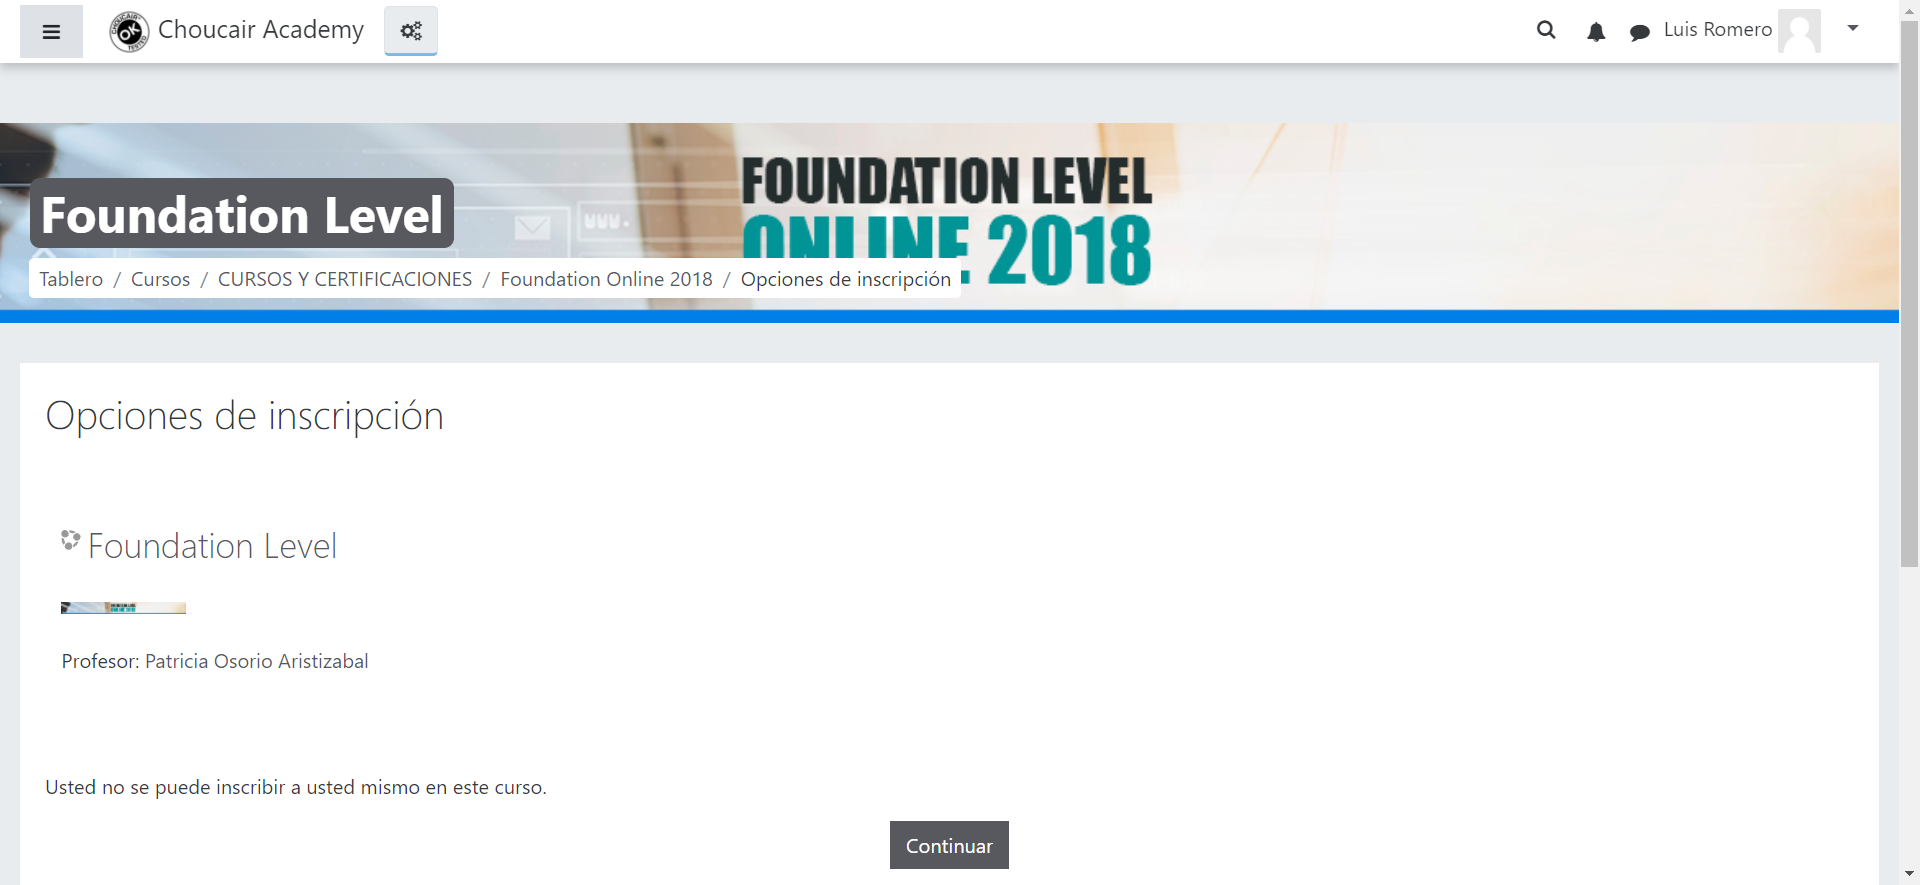 Choucair Academy
Luis Romero
FOUNDATION LEVEL
ONLINE 2018
Foundation Level
Tablero / Cursos / CURSOS Y CERTIFICACIONES / Foundation Online 2018 / Opciones de inscripción
Opciones de inscripción
Foundation Level
Profesor: Patricia Osorio Aristizabal
Usted no se puede inscribir a usted mismo en este curso.
Continuar